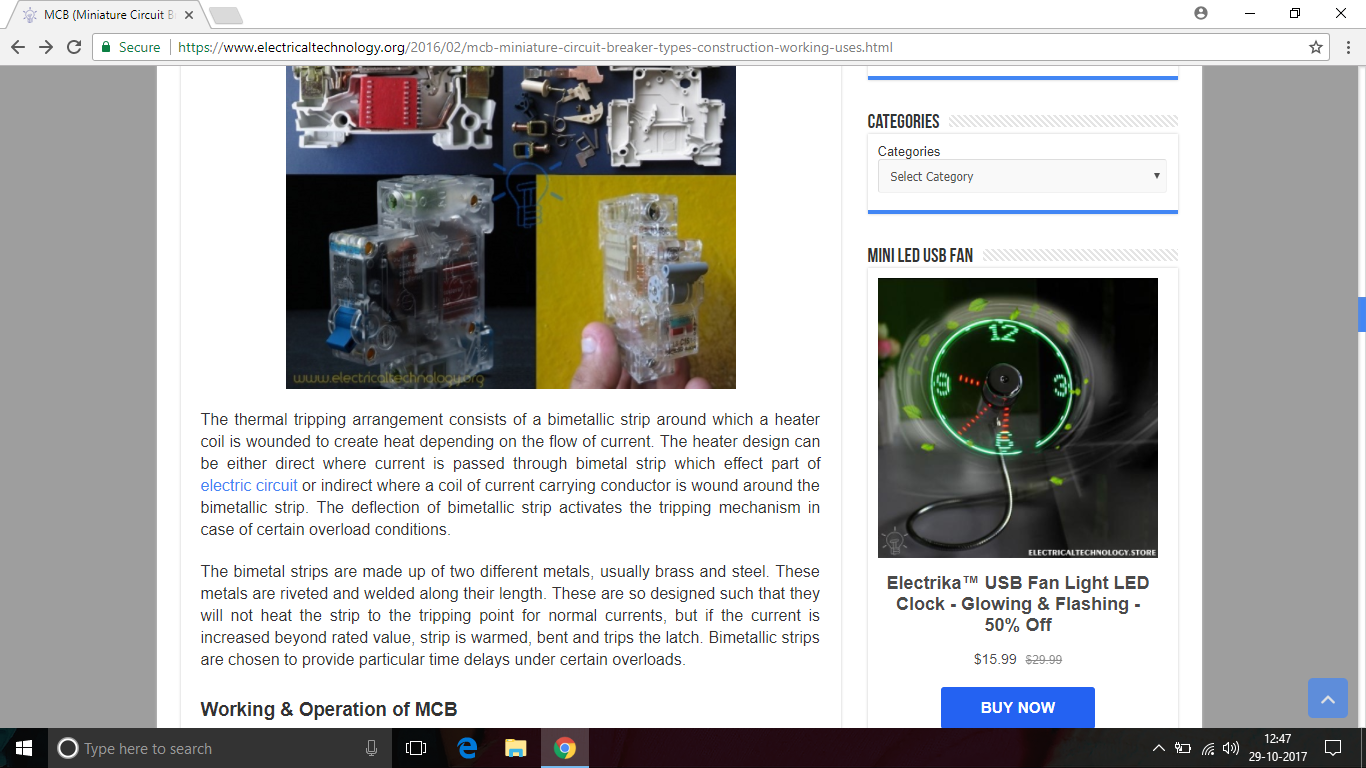 MCB (Miniature Circuit B
Secure
https://www.electricaltechnology.org/2016/02/mcb-miniature-circuit-breaker-types-construction-working-uses.html
www.electricaltechnology.org
The thermal tripping arrangement consists of a bimetallic strip around which a heater
coil is wounded to create heat depending on the flow of current. The heater design can
be either direct where current is passed through bimetal strip which effect part of
electric circuit or indirect where a coil of current carrying conductor is wound around the
bimetallic strip. The deflection of bimetallic strip activates the tripping mechanism in
case of certain overload conditions.
The bimetal strips are made up of two different metals, usually brass and steel. These
metals are riveted and welded along their length. These are so designed such that they
will not heat the strip to the tripping point for normal currents, but if the current is
increased beyond rated value, strip is warmed, bent and trips the latch. Bimetallic strips
are chosen to provide particular time delays under certain overloads.
Working & Operation of MCB
CATEGORIES
Categories
Select Category
MINI LED USB FAN
12
9
3
6
ELECTRICALTECHNOLOGY.STORE
Electrika™ USB Fan Light LED
Clock - Glowing & Flashing -
50% Off
$15.99 $29.99
BUY NOW
Type here to search
12:47
29-10-2017